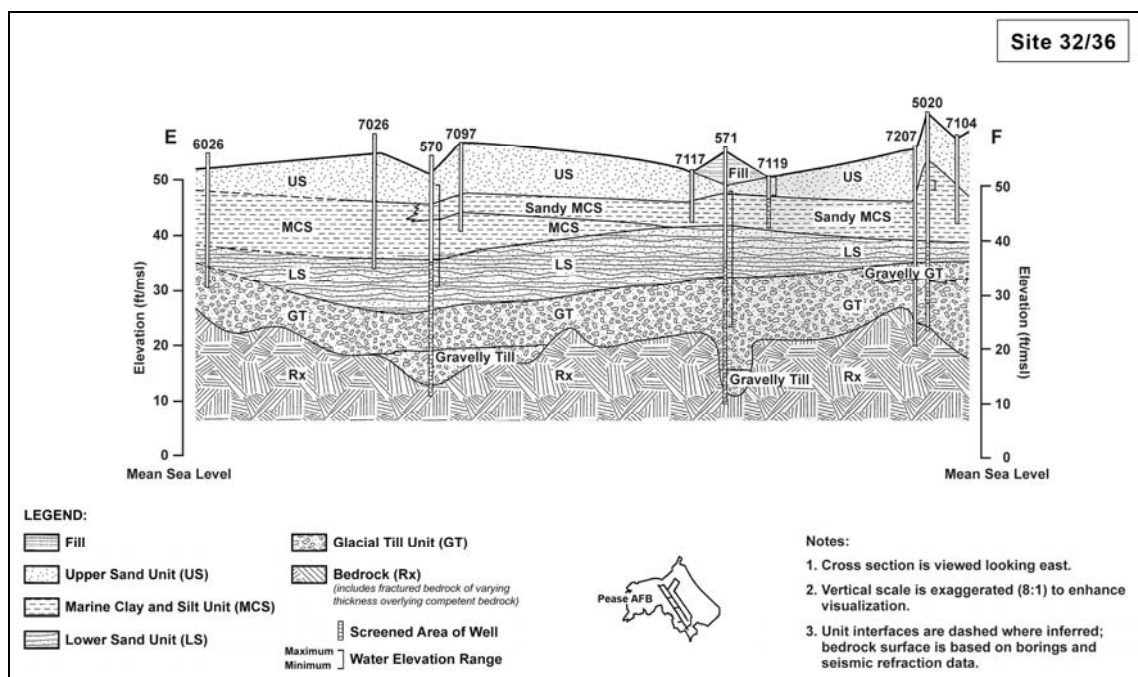 Site 32/36
E
6026
7026
570
7097
7117
571
7119
7207
5020
7104
F
US
US
Fill
US
50
50
MCS
Sandy MCS
MCS
Sandy MCS
40
40
LS
LS
LS
Gravelly GT
30
30
GT
GT
GT
20
20
Gravelly Till
Gravelly Till
Rx
Rx
Rx
10
10
0
0
Elevation (ft/msl)
Elevation (ft/msl)
Mean Sea Level
Mean Sea Level
LEGEND:
Fill
Upper Sand Unit (US)
Marine Clay and Silt Unit (MCS)
Lower Sand Unit (LS)
Glacial Till Unit (GT)
Bedrock (Rx)
(includes fractured bedrock of varying
thickness overlying competent bedrock)
Screened Area of Well
Maximum
Minimum
Water Elevation Range
Pease AFB
Notes:
1. Cross section is viewed looking east.
2. Vertical scale is exaggerated (8:1) to enhance
visualization.
3. Unit interfaces are dashed where inferred;
bedrock surface is based on borings and
seismic refraction data.